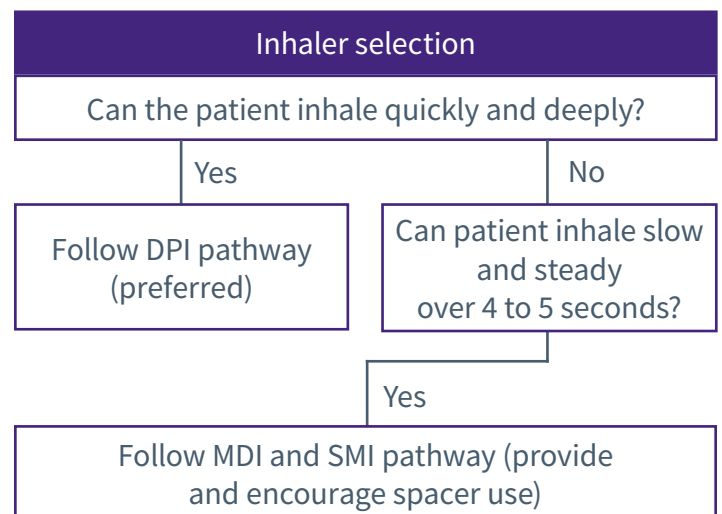 Inhaler selection
Can the patient inhale quickly and deeply?
Yes
No
Follow DPI pathway
(preferred)
Can patient inhale slow
and steady
over 4 to 5 seconds?
Yes
Follow MDI and SMI pathway (provide
and encourage spacer use)